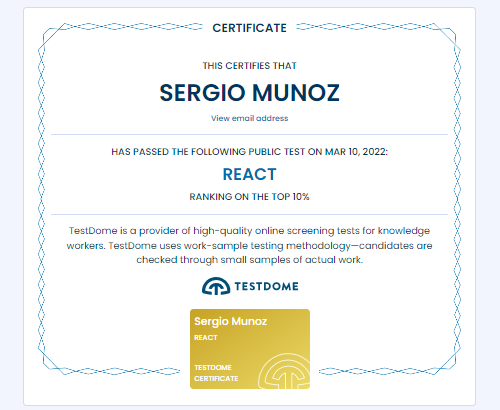 CERTIFICATE
THIS CERTIFIES THAT
SERGIO MUNOZ
View email address
HAS PASSED THE FOLLOWING PUBLIC TEST ON MAR 10, 2022:
REACT
RANKING ON THE TOP 10%
TestDome is a provider of high-quality online screening tests for knowledge
workers. TestDome uses work-sample testing methodology—candidates are
checked through small samples of actual work.
TESTDOME
Sergio Munoz
REACT
TESTDOME
CERTIFICATE